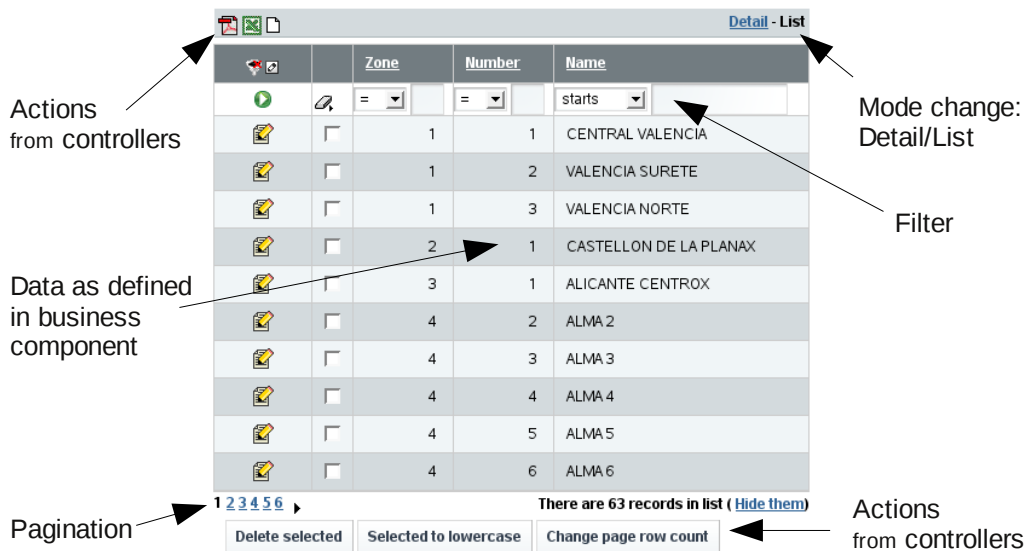 Detail - List
Zone Number Name
= = starts
1 1 CENTRAL VALENCIA
1 2 VALENCIA SURETE
1 3 VALENCIA NORTE
2 1 CASTELLON DE LA PLANAX
3 1 ALICANTE CENTROX
4 2 ALMA 2
4 3 ALMA 3
4 4 ALMA 4
4 5 ALMA 5
4 6 ALMA 6
1 2 3 4 5 6 There are 63 records in list ( Hide them)
Delete selected Selected to lowercase Change page row count
Actions
from controllers
Data as defined
in business
component
Pagination
Mode change:
Detail/List
Filter
Actions
from controllers